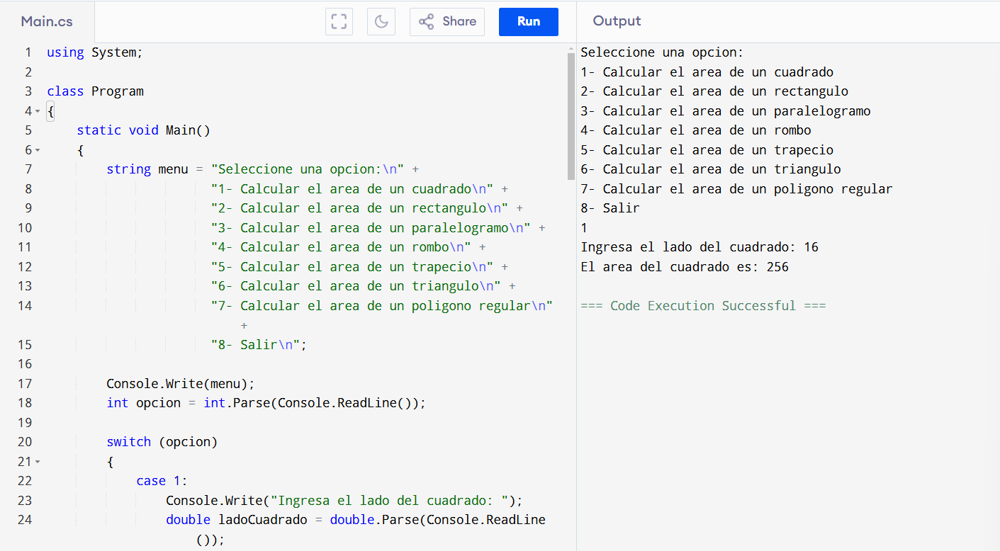 Main.cs
Share
Run
Output
1 using System;
2
3 class Program
4 {
5 static void Main()
6 {
7 string menu = "Seleccione una opcion:\n" +
8 "1- Calcular el area de un cuadrado\n" +
9 "2- Calcular el area de un rectangulo\n" +
10 "3- Calcular el area de un paralelogramo\n" +
11 "4- Calcular el area de un rombo\n" +
12 "5- Calcular el area de un trapecio\n" +
13 "6- Calcular el area de un triangulo\n" +
14 "7- Calcular el area de un poligono regular\n"
+
15 "8- Salir\n";
16
17 Console.Write(menu);
18 int opcion = int.Parse(Console.ReadLine());
19
20 switch (opcion)
21 {
22 case 1:
23 Console.Write("Ingresa el lado del cuadrado: ");
24 double ladoCuadrado = double.Parse(Console.ReadLine
());
Seleccione una opcion:
1- Calcular el area de un cuadrado
2- Calcular el area de un rectangulo
3- Calcular el area de un paralelogramo
4- Calcular el area de un rombo
5- Calcular el area de un trapecio
6- Calcular el area de un triangulo
7- Calcular el area de un poligono regular
8- Salir
1
Ingresa el lado del cuadrado: 16
El area del cuadrado es: 256
=== Code Execution Successful ===